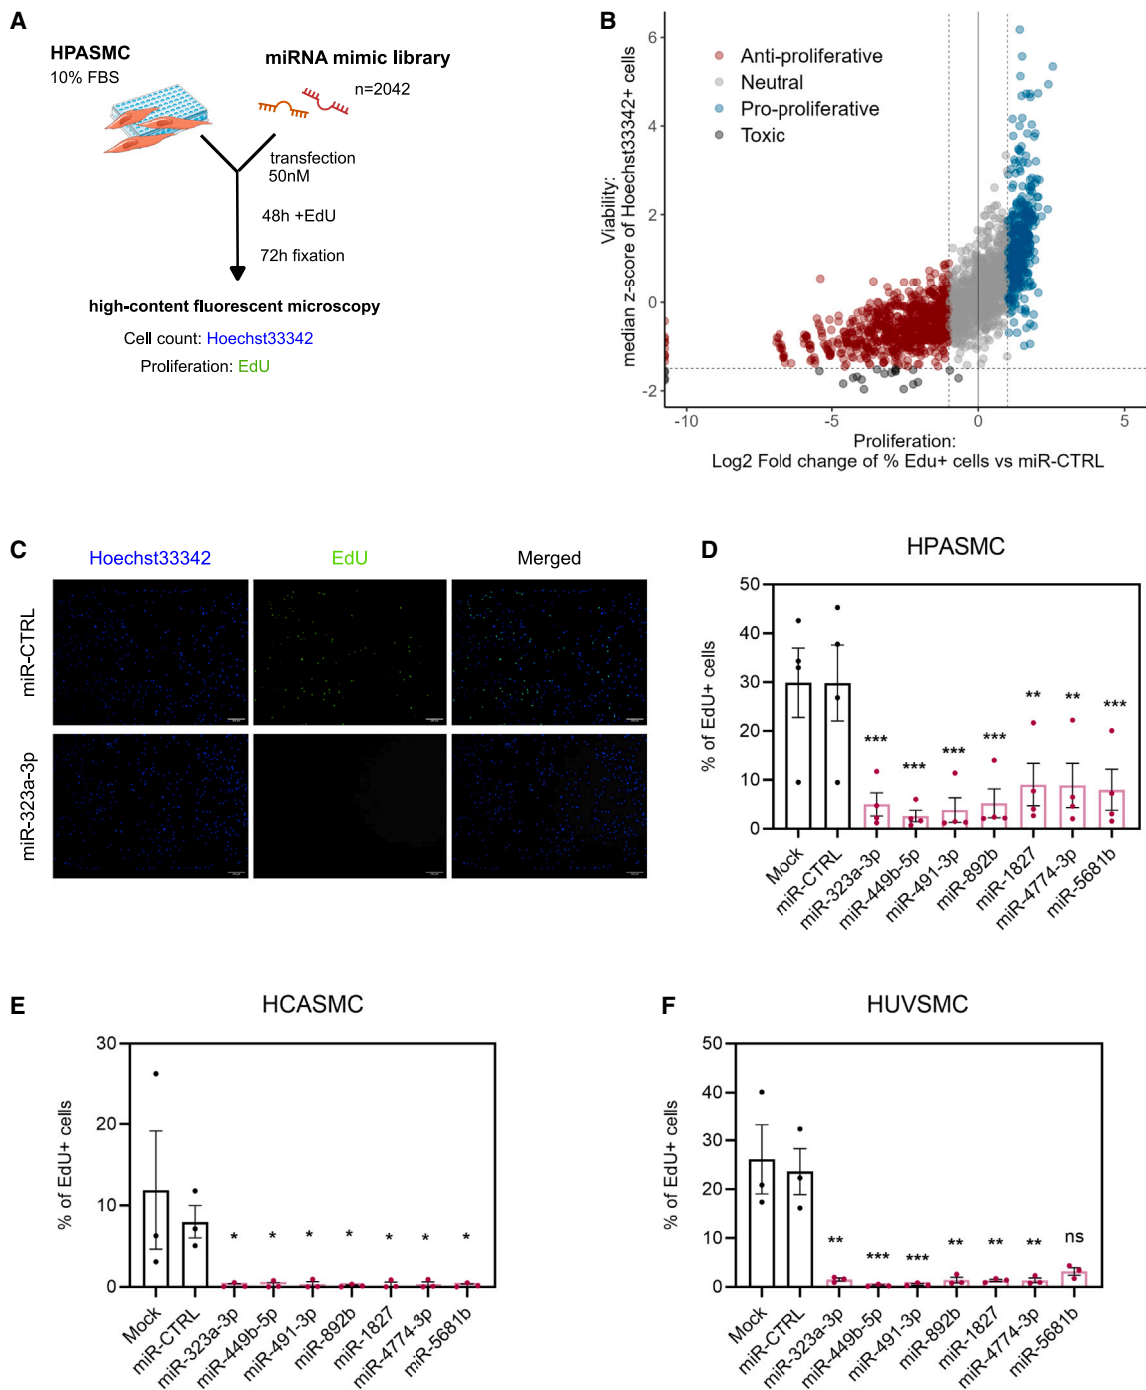 A
HPASMC
10% FBS
miRNA mimic library
n=2042
transfection
50nM
48h +EdU
72h fixation
high-content fluorescent microscopy
Cell count: Hoechst33342
Proliferation: EdU
B
Viability:
median z-score of Hoechst33342+ cells
6
4
2
0
-2
Anti-proliferative
Neutral
Pro-proliferative
Toxic
-10
-5
0
5
Proliferation:
Log2 Fold change of % Edu+ cells vs miR-CTRL
C
Hoechst33342
EdU
Merged
miR-CTRL
miR-323a-3p
D
HPASMC
% of EdU+ cells
50
40
30
20
10
0
***
***
***
***
**
**
***
Mock
miR-CTRL
miR-323a-3p
miR-449b-5p
miR-491-3p
miR-892b
miR-1827
miR-4774-3p
miR-5681b
E
HCASMC
% of EdU+ cells
30
20
10
0
*
*
*
*
*
*
*
Mock
miR-CTRL
miR-323a-3p
miR-449b-5p
miR-491-3p
miR-892b
miR-1827
miR-4774-3p
miR-5681b
F
HUVSMC
% of EdU+ cells
50
40
30
20
10
0
**
***
***
**
**
**
ns
Mock
miR-CTRL
miR-323a-3p
miR-449b-5p
miR-491-3p
miR-892b
miR-1827
miR-4774-3p
miR-5681b